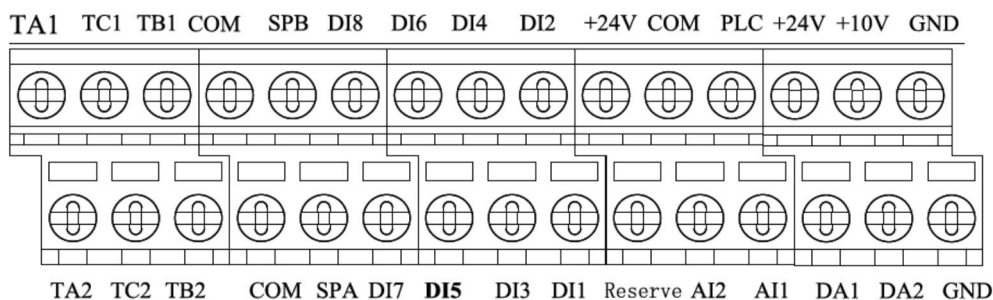 TA1 TC1 TB1 COM SPB DI8 DI6 DI4 DI2 +24V COM PLC +24V +10V GND
TA2 TC2 TB2 COM SPA DI7 DI5 DI3 DI1 Reserve AI2 AI1 DA1 DA2 GND